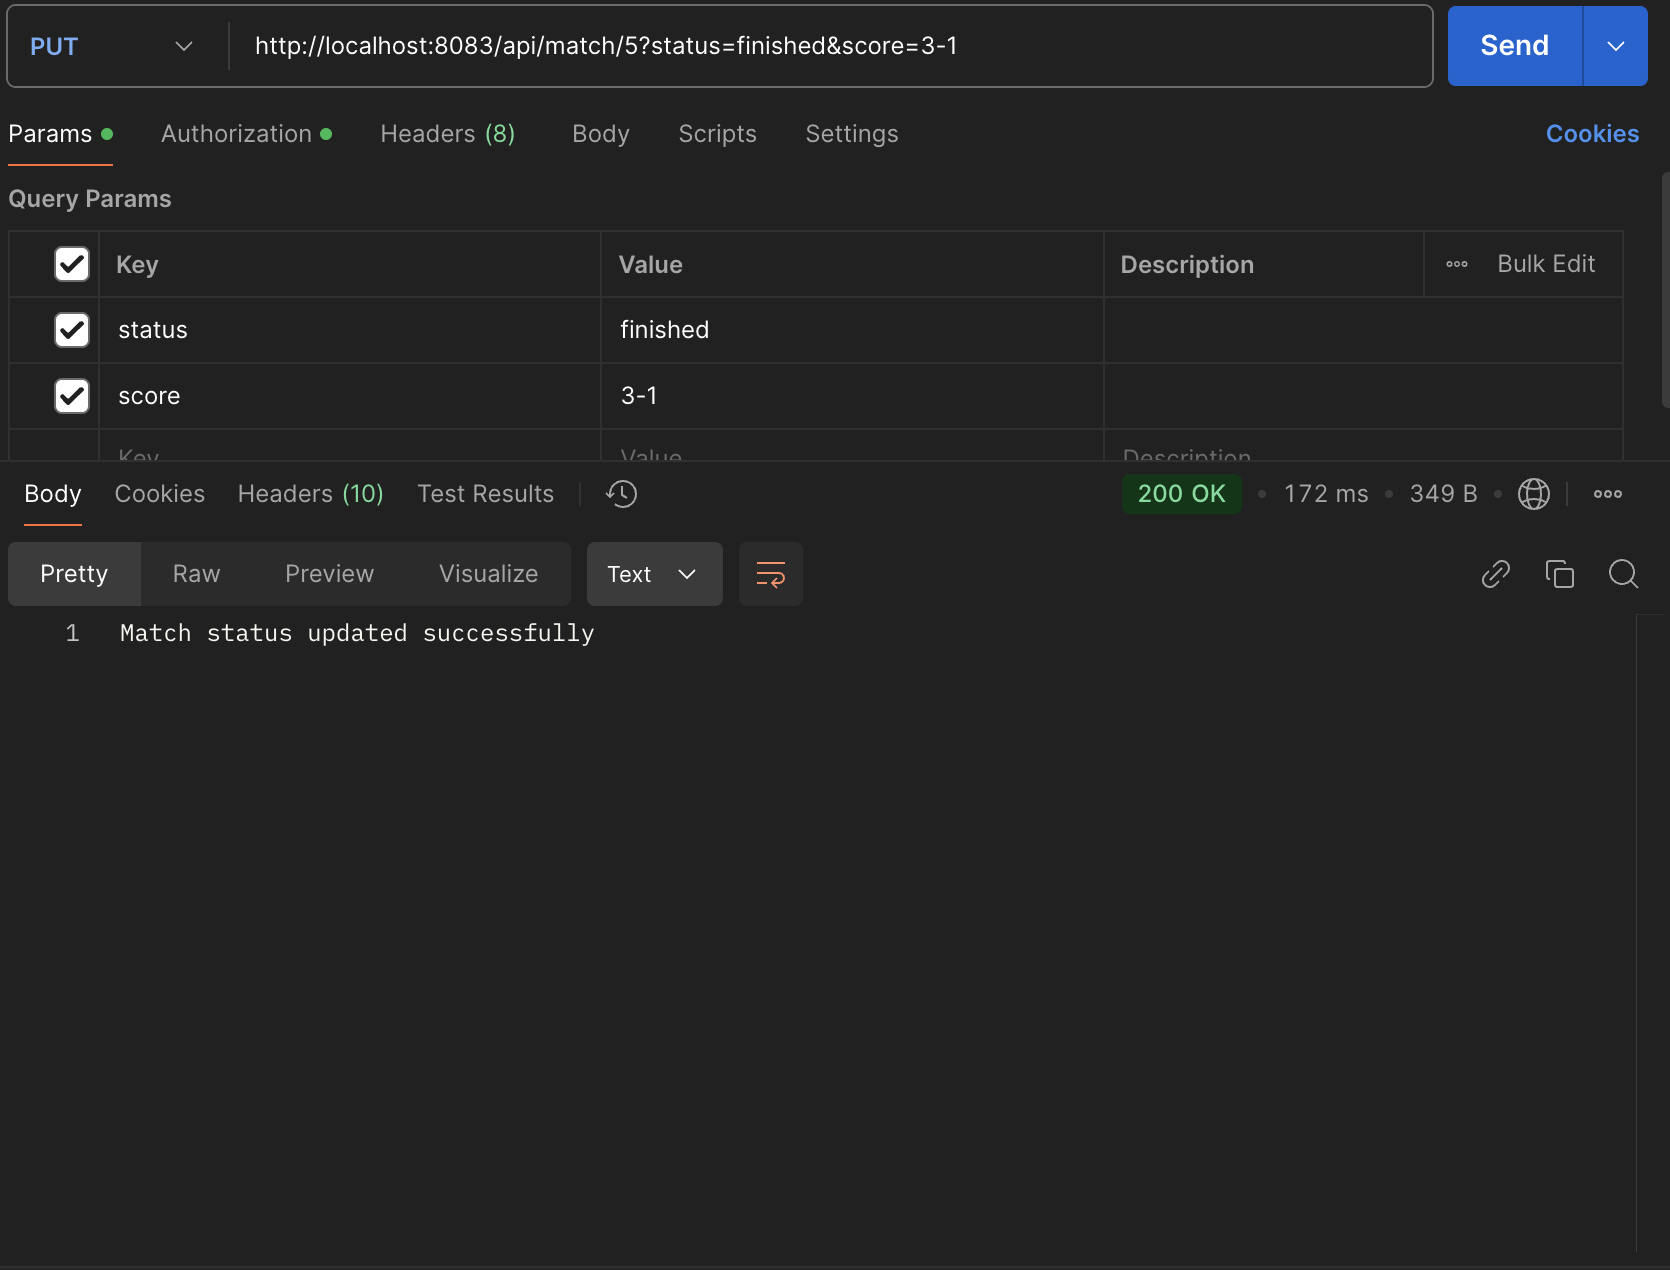 PUT http://localhost:8083/api/match/5?status=finished&score=3-1 Send
Params Authorization Headers (8) Body Scripts Settings Cookies
Query Params
Key Value Description Bulk Edit
status finished
score 3-1
Key Value Description
Body Cookies Headers (10) Test Results 200 OK 172 ms 349 B
Pretty Raw Preview Visualize Text
1 Match status updated successfully